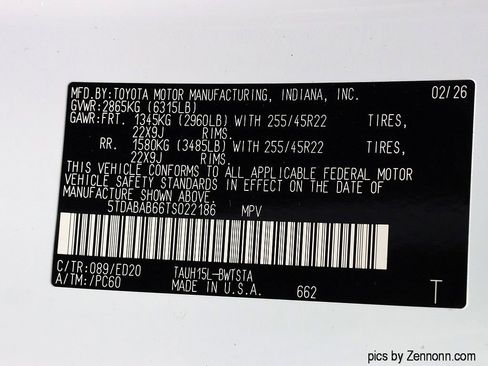 MFD.BY:TOYOTA MOTOR MANUFACTURING, INDIANA, INC. 02/26
GVWR:2865KG (6315LB)
GAWR:FRT. 1345KG (2960LB) WITH 255/45R22 TIRES,
22X9J RIMS.
RR. 1580KG (3485LB) WITH 255/45R22 TIRES,
22X9J RIMS.
THIS VEHICLE CONFORMS TO ALL APPLICABLE FEDERAL MOTOR
VEHICLE SAFETY STANDARDS IN EFFECT ON THE DATE OF
MANUFACTURE SHOWN ABOVE.
5TDABAB66TS022186 MPV
C/TR:089/ED20 TAUH15L-BWTSTA
A/TM:/PC60 MADE IN U.S.A. 662 T
pics by Zennonn.com